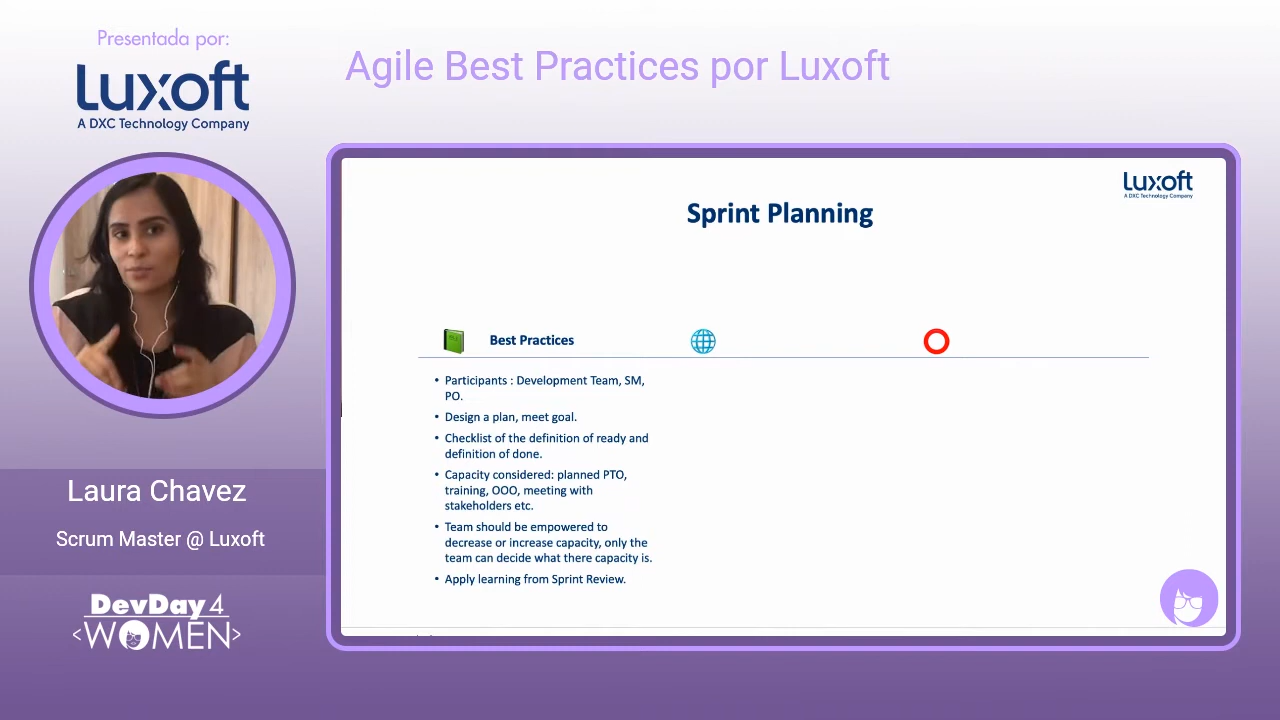 Presentada por:
Luxoft
A DXC Technology Company
Agile Best Practices por Luxoft
Luxoft
A DXC Technology Company
Sprint Planning
Best Practices
• Participants : Development Team, SM,
PO.
• Design a plan, meet goal.
• Checklist of the definition of ready and
definition of done.
• Capacity considered: planned PTO,
training, OOO, meeting with
stakeholders etc.
• Team should be empowered to
decrease or increase capacity, only the
team can decide what there capacity is.
• Apply learning from Sprint Review.
Laura Chavez
Scrum Master @ Luxoft
DevDay4
<WOMEN>